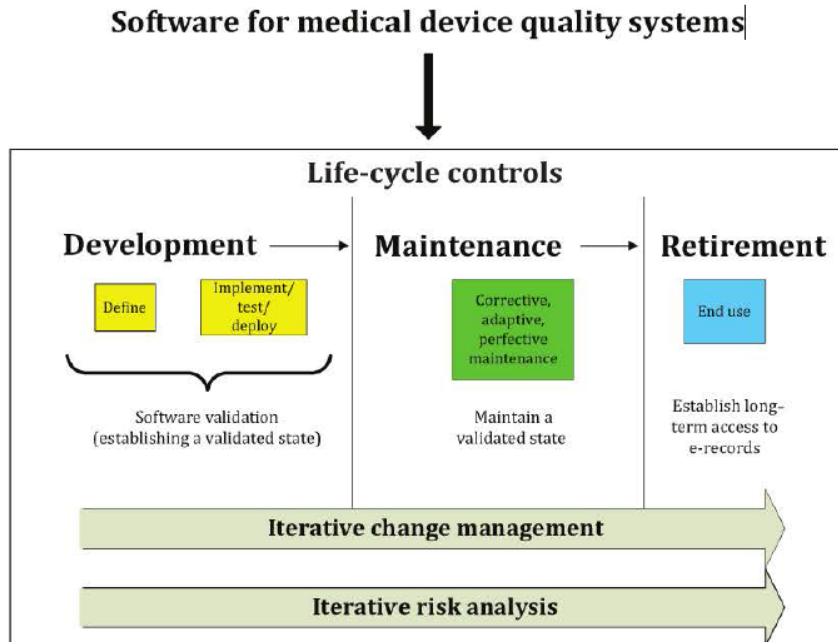 Software for medical device quality systems
Life-cycle controls
Development
Maintenance
Retirement
Define
Implement/
test/
deploy
Corrective,
adaptive,
perfective
maintenance
End use
Software validation
(establishing a validated state)
Maintain a
validated state
Establish long-
term access to
e-records
Iterative change management
Iterative risk analysis